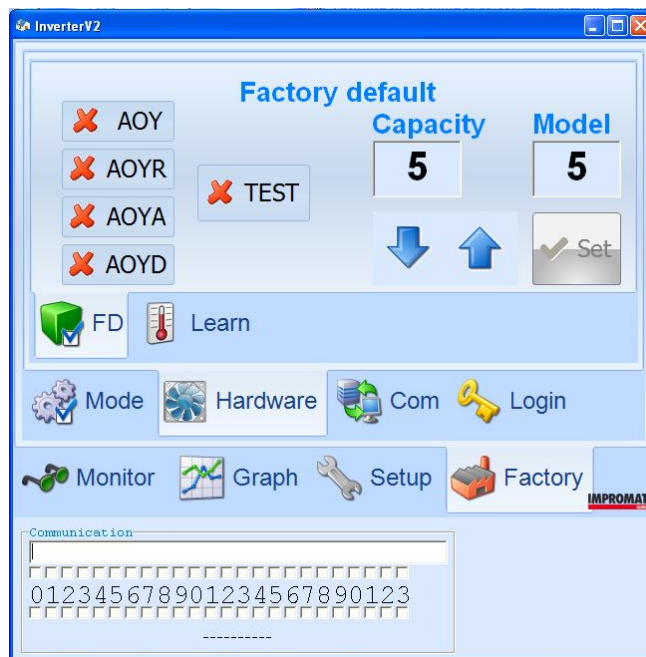 InverterV2
Factory default
Capacity Model
5 5
AOY
AOYR
AOYA
AOYD
TEST
Set
FD Learn
Mode Hardware Com Login
Monitor Graph Setup Factory
IMPROMAT
Communication
012345678901234567890123
----------